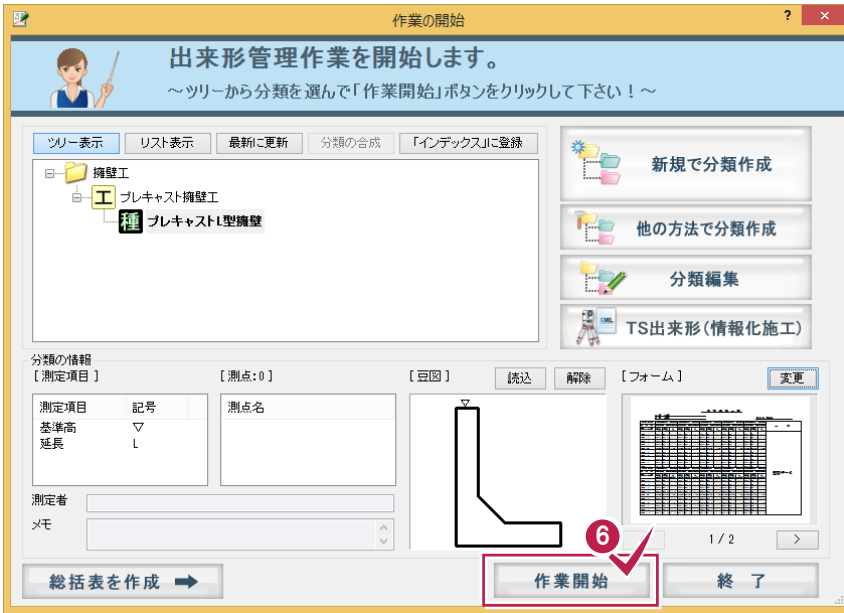 作業の開始
? ×
出来形管理作業を開始します。
～ツリーから分類を選んで「作業開始」ボタンをクリックして下さい！～
ツリー表示 リスト表示 最新に更新 分類の合成 「インデックス」に登録
擁壁工
工 プレキャスト擁壁工
種 プレキャストL型擁壁
新規で分類作成
他の方法で分類作成
分類編集
TS出来形(情報化施工)
分類の情報
[測定項目] [測点:0] [豆図] 読込 解除 [フォーム] 変更
測定項目 記号
基準高 ▽
延長 L
測点名
測定者
メモ
1/2 >
6
総括表を作成 ➡ 作業開始 終了